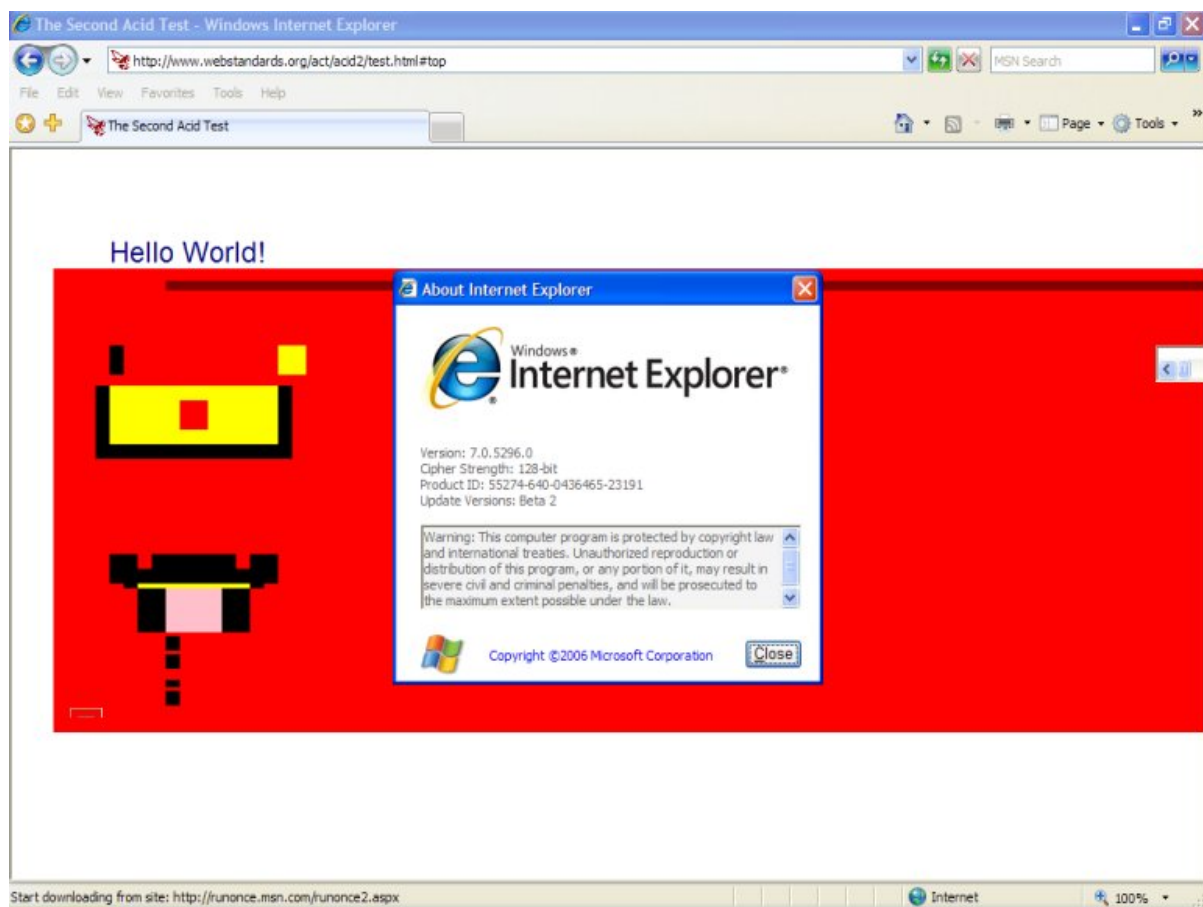 The Second Acid Test - Windows Internet Explorer
http://www.webstandards.org/act/acid2/test.html#top
MSN Search
File Edit View Favorites Tools Help
The Second Acid Test
Page
Tools
»
Hello World!
About Internet Explorer
Windows®
Internet Explorer®
Version: 7.0.5296.0
Cipher Strength: 128-bit
Product ID: 55274-640-0436465-23191
Update Versions: Beta 2
Warning: This computer program is protected by copyright law
and international treaties. Unauthorized reproduction or
distribution of this program, or any portion of it, may result in
severe civil and criminal penalties, and will be prosecuted to
the maximum extent possible under the law.
Copyright ©2006 Microsoft Corporation
Close
Start downloading from site: http://runonce.msn.com/runonce2.aspx
Internet
100%